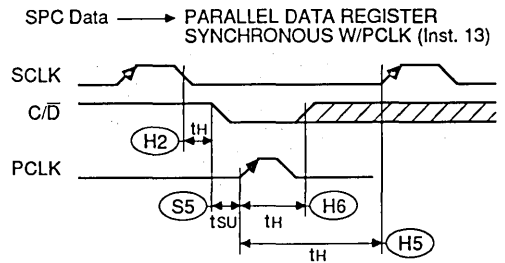 SPC Data → PARALLEL DATA REGISTER
SYNCHRONOUS W/PCLK (Inst. 13)
SCLK
C/D̅
H2 tH
PCLK
S5 tSU tH H6
tH H5